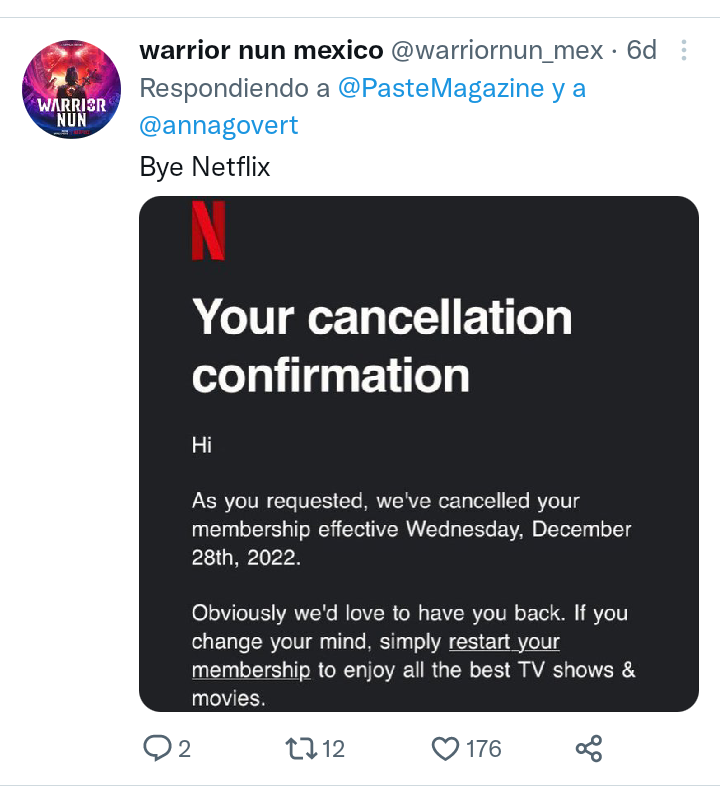 WARRIOR
NUN
warrior nun mexico @warriornun_mex · 6d
Respondiendo a @PasteMagazine y a
@annagovert
Bye Netflix
N
Your cancellation
confirmation
Hi
As you requested, we've cancelled your
membership effective Wednesday, December
28th, 2022.
Obviously we'd love to have you back. If you
change your mind, simply restart your
membership to enjoy all the best TV shows &
movies.
2 12 176